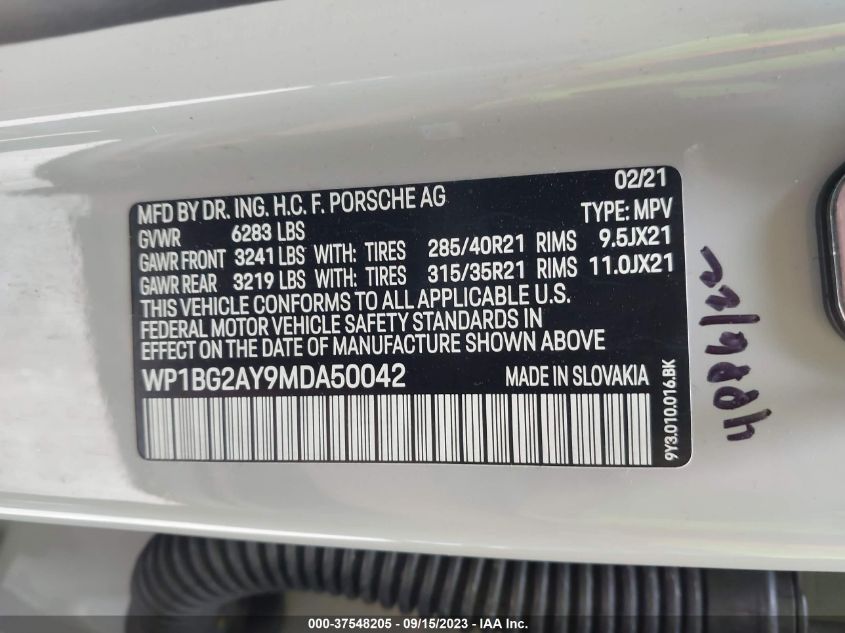 MFD BY DR. ING. H.C. F. PORSCHE AG 02/21
GVWR 6283 LBS TYPE: MPV
GAWR FRONT 3241 LBS WITH: TIRES 285/40R21 RIMS 9.5JX21
GAWR REAR 3219 LBS WITH: TIRES 315/35R21 RIMS 11.0JX21
THIS VEHICLE CONFORMS TO ALL APPLICABLE U.S.
FEDERAL MOTOR VEHICLE SAFETY STANDARDS IN
EFFECT ON THE DATE OF MANUFACTURE SHOWN ABOVE
WP1BG2AY9MDA50042 MADE IN SLOVAKIA
9Y3.010.016.BK
000-37548205 - 09/15/2023 - IAA Inc.